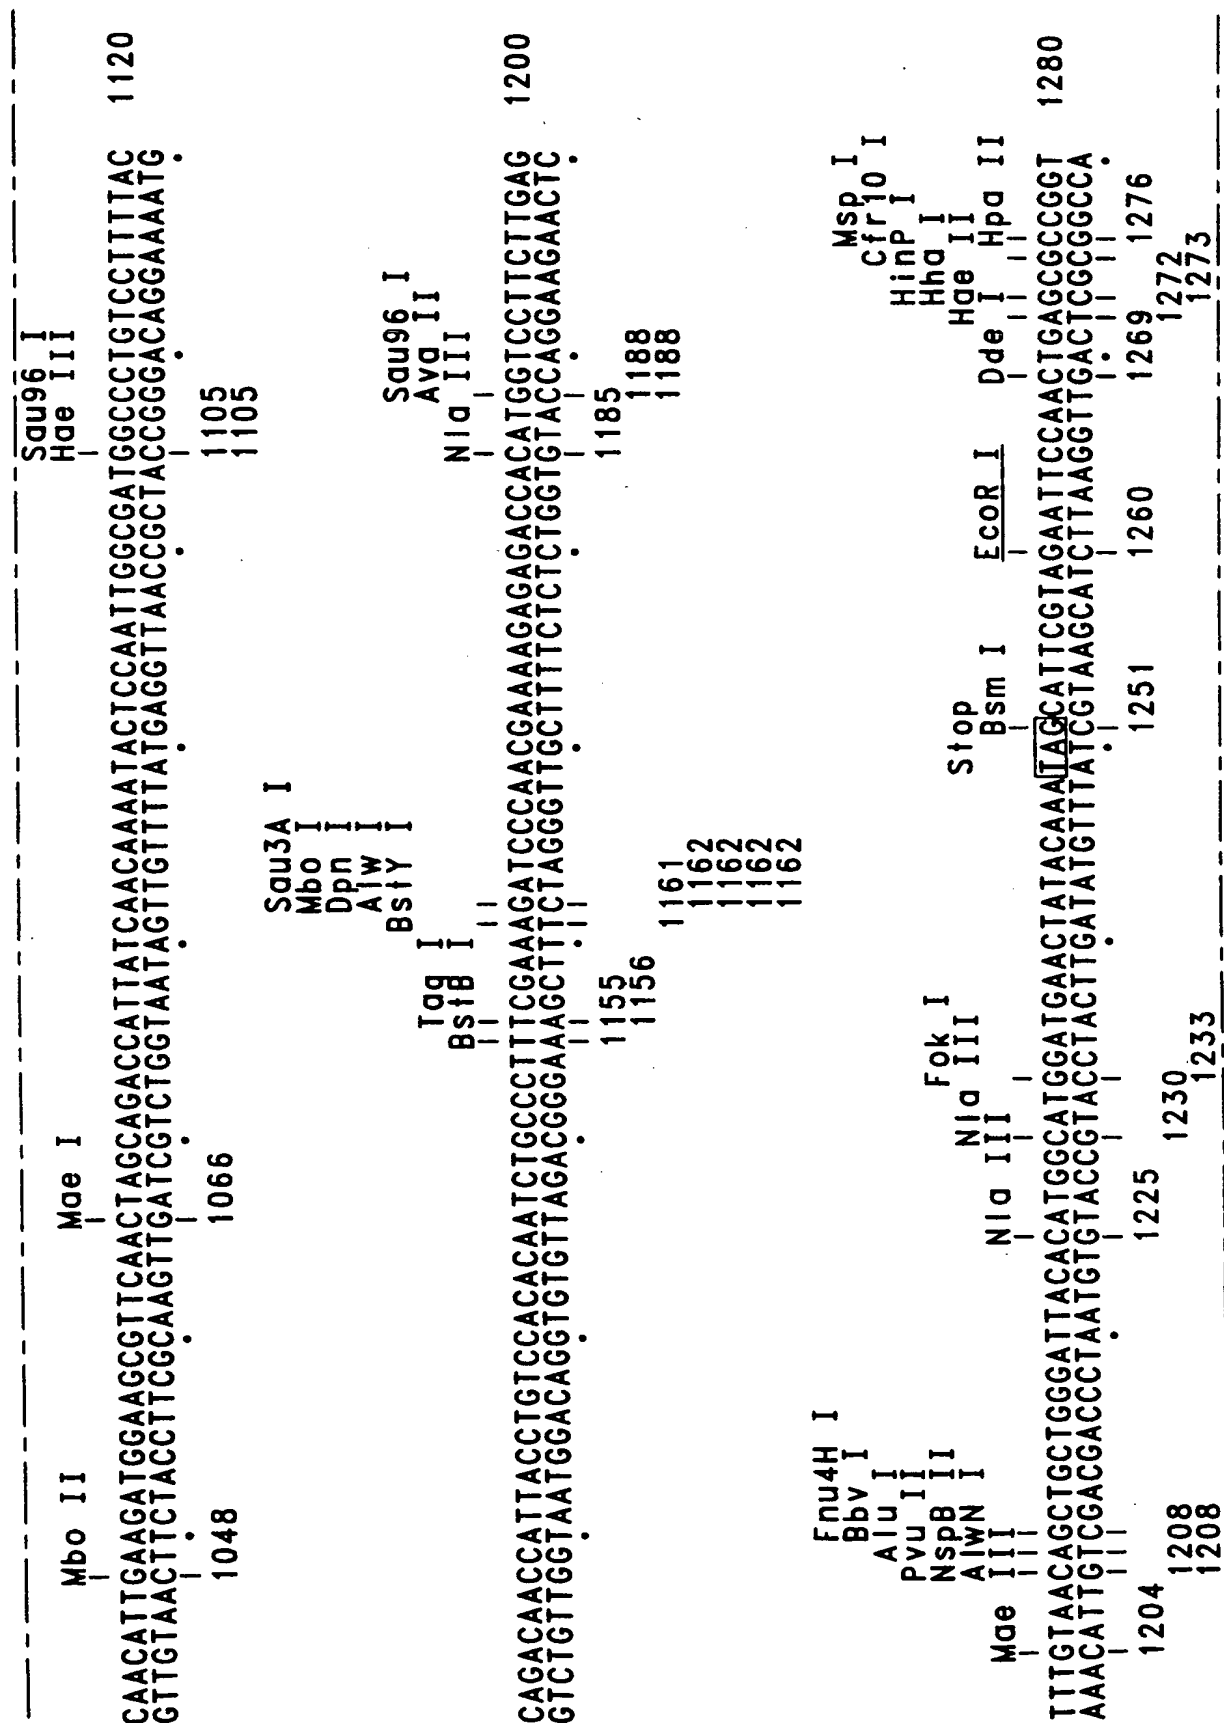 Sau96 I
Mbo II Mae I Hae III
CAACATTGAAGATGGAAGCGTTCAACTAGCAGACCATTATCAACAAAATACTCCAATTGGCGATGGCCCTGTCCTTTTAC 1120
GTTGTAACTTCTACCTTCGCAAGTTGATCGTCTGGTAATAGTTGTTTTATGAGGTTAACCGCTACCGGGACAGGAAAATG
1048 1066 1105
1105
Sau3A I
Mbo I
Dpn I
Alw I Sau96 I
Taq I BstY I Ava II
BstB I Nla III
CAGACAACCATTACCTGTCCACACAATCTGCCCTTTCGAAAGATCCCAACGAAAAGAGAGACCACATGGTCCTTCTTGAG 1200
GTCTGTTGGTAATGGACAGGTGTGTTAGACGGGAAAGCTTTCTAGGGTTGCTTTTCTCTCTGGTGTACCAGGAAGAACTC
1155 1185
1156 1188
1161 1188
1162
1162
1162
1162
Fnu4H I Msp I
Bbv I Cfr10 I
Alu I HinP I
Pvu II Fok I Hha I
NspB II Nla III Stop Hae II
AlwN I Nla III Bsm I EcoR I Dde I Hpa II
Mae III
TTTGTAACAGCTGCTGGGATTACACATGGCATGGATGAACTATACAAATAGCATTCGTAGAATTCCAACTGAGCGCCGGT 1280
AAACATTGTCGACGACCCTAATGTGTACCGTACCTACTTGATATGTTTATCGTAAGCATCTTAAGGTTGACTCGCGGCCA
1204 1225 1251 1260 1269 1276
1208 1230 1272
1208 1233 1273